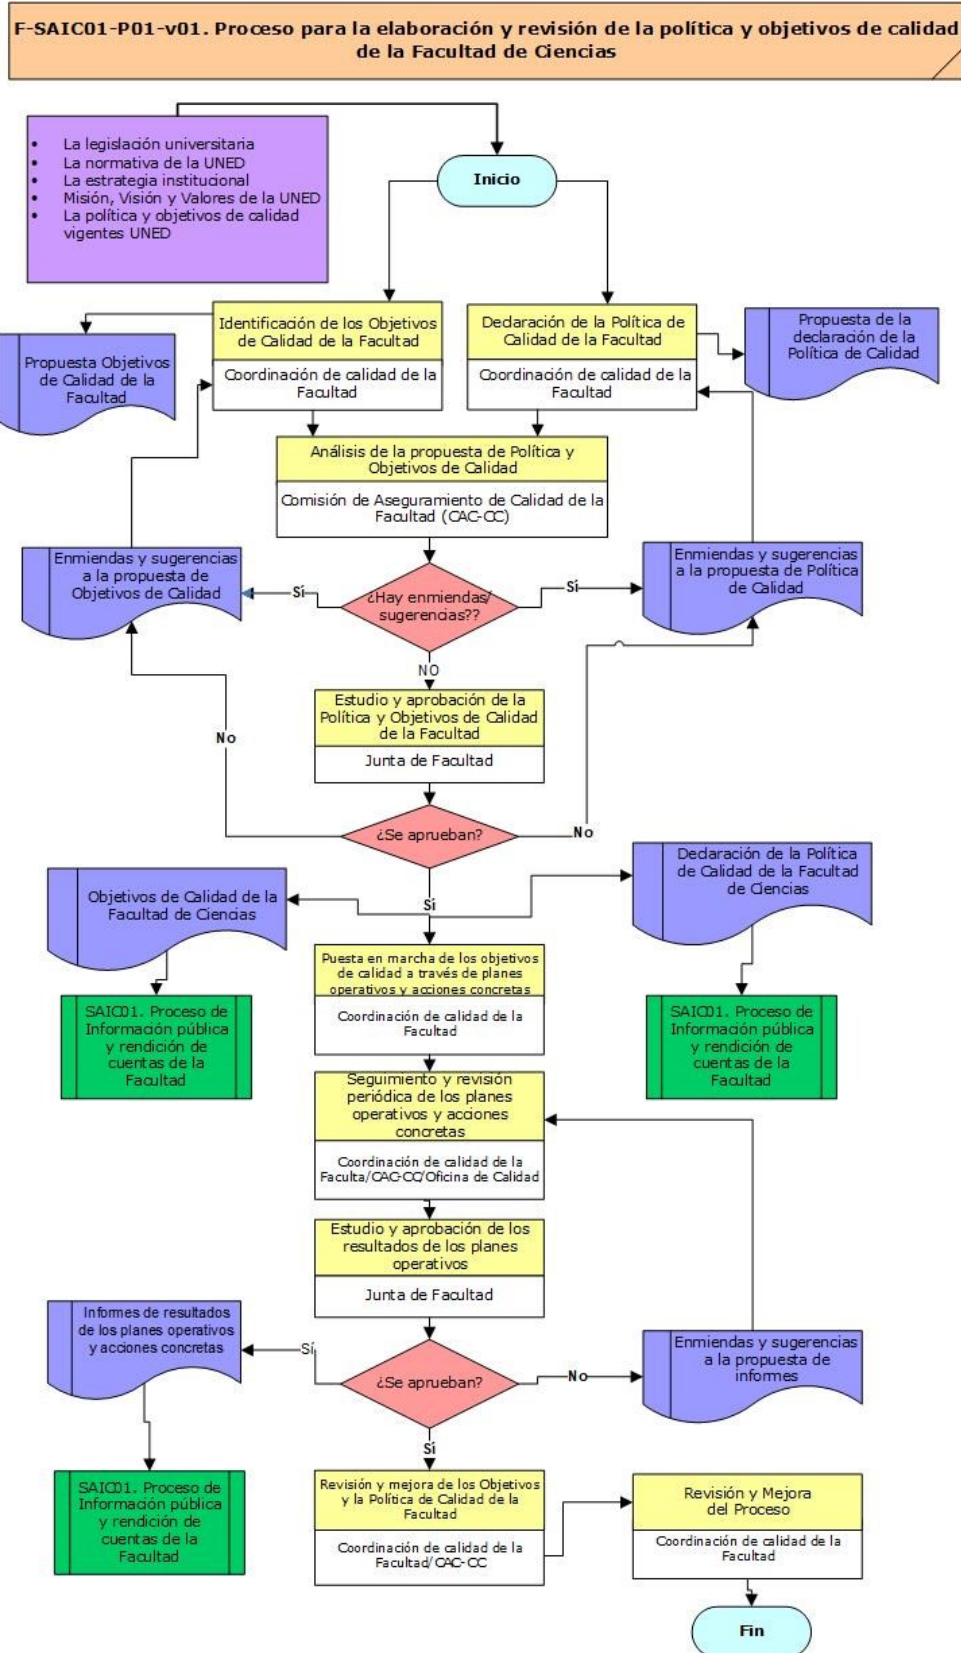 F-SAIC01-P01-v01. Proceso para la elaboración y revisión de la política y objetivos de calidad
de la Facultad de Ciencias
• La legislación universitaria
• La normativa de la UNED
• La estrategia institucional
• Misión, Visión y Valores de la UNED
• La política y objetivos de calidad
vigentes UNED
Inicio
Identificación de los Objetivos
de Calidad de la Facultad
Coordinación de calidad de la
Facultad
Declaración de la Política de
Calidad de la Facultad
Coordinación de calidad de la
Facultad
Propuesta de la
declaración de la
Política de Calidad
Propuesta Objetivos
de Calidad de la
Facultad
Análisis de la propuesta de Política y
Objetivos de Calidad
Comisión de Aseguramiento de Calidad de la
Facultad (CAC-CC)
Enmiendas y sugerencias
a la propuesta de
Objetivos de Calidad
Sí
¿Hay enmiendas/
sugerencias??
Sí
Enmiendas y sugerencias
a la propuesta de Política
de Calidad
NO
Estudio y aprobación de la
Política y Objetivos de Calidad
de la Facultad
Junta de Facultad
No
¿Se aprueban?
No
Sí
Objetivos de Calidad de la
Facultad de Ciencias
Declaración de la Política
de Calidad de la Facultad
de Ciencias
Puesta en marcha de los objetivos
de calidad a través de planes
operativos y acciones concretas
Coordinación de calidad de la
Facultad
SAIC01. Proceso de
Información pública
y rendición de
cuentas de la
Facultad
SAIC01. Proceso de
Información pública
y rendición de
cuentas de la
Facultad
Seguimiento y revisión
periódica de los planes
operativos y acciones
concretas
Coordinación de calidad de la
Faculta/CAC-CC/Oficina de Calidad
Estudio y aprobación de los
resultados de los planes
operativos
Junta de Facultad
Informes de resultados
de los planes operativos
y acciones concretas
Sí
¿Se aprueban?
No
Enmiendas y sugerencias
a la propuesta de
informes
Sí
SAIC01. Proceso de
Información pública
y rendición de
cuentas de la
Facultad
Revisión y mejora de los Objetivos
y la Política de Calidad de la
Facultad
Coordinación de calidad de la
Facultad/CAC-CC
Revisión y Mejora
del Proceso
Coordinación de calidad de la
Facultad
Fin